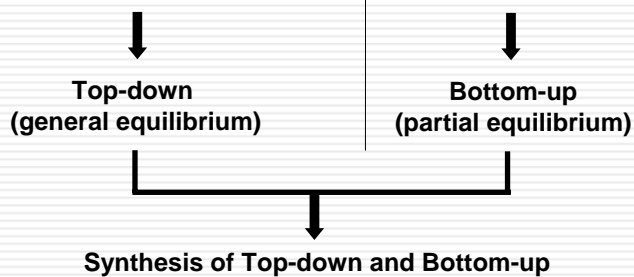 Top-down
(general equilibrium)
Bottom-up
(partial equilibrium)
Synthesis of Top-down and Bottom-up